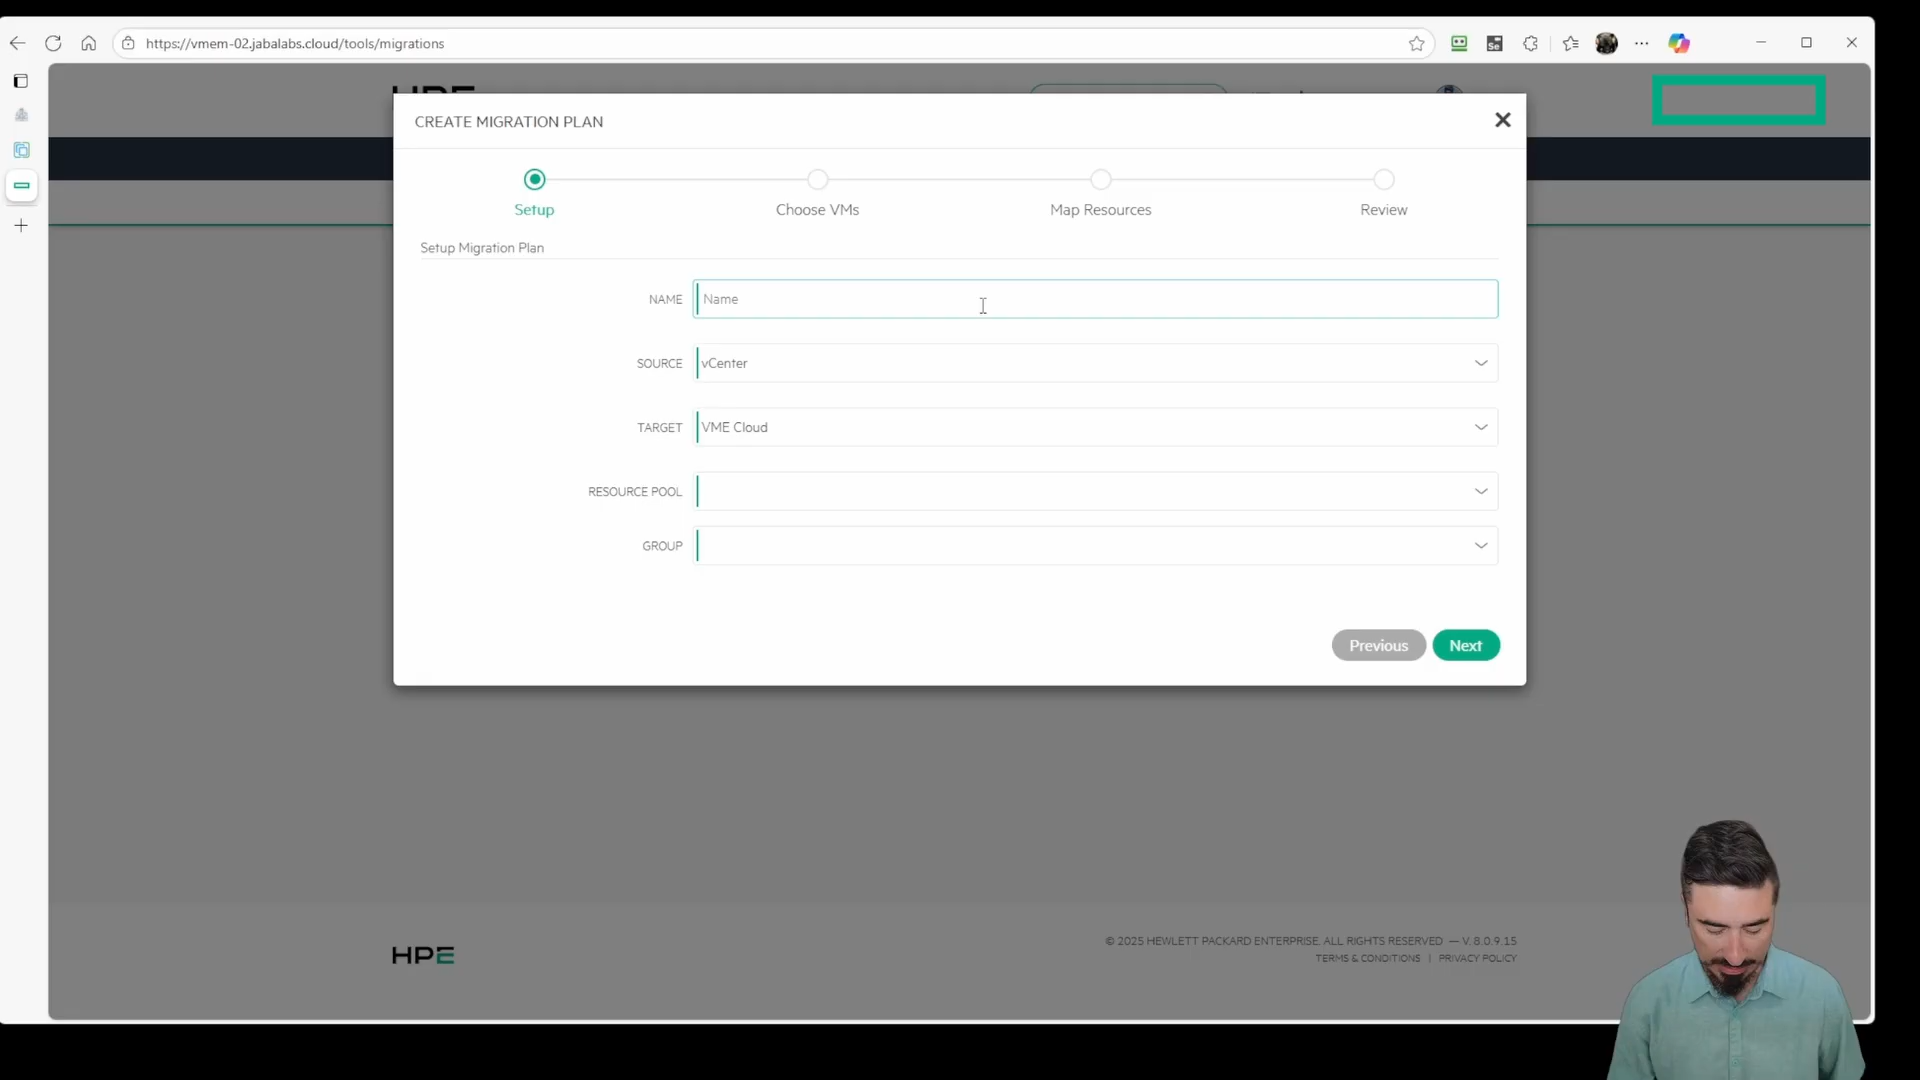 https://vmem-02.jabalabs.cloud/tools/migrations
HPE
CREATE MIGRATION PLAN
Setup
Choose VMs
Map Resources
Review
Setup Migration Plan
NAME
Name
SOURCE
vCenter
TARGET
VME Cloud
RESOURCE POOL
GROUP
Previous
Next
HPE
© 2025 HEWLETT PACKARD ENTERPRISE. ALL RIGHTS RESERVED — V. 8.0.9.15
TERMS & CONDITIONS | PRIVACY POLICY